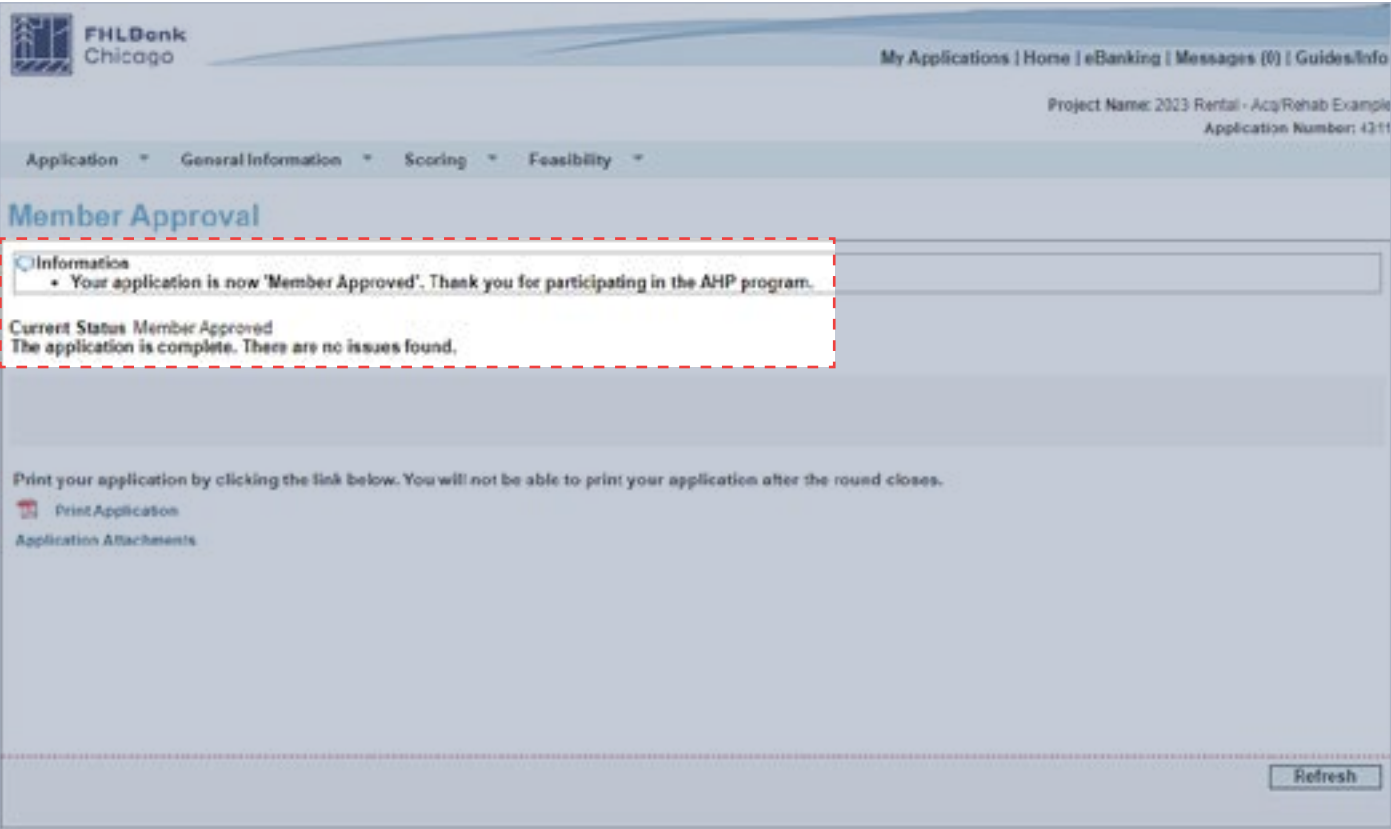 FHLBank
Chicago
My Applications | Home | eBanking | Messages (0) | Guides/Info
Project Name: 2023 Rental - Acq/Rehab Example
Application Number: 4311
Application General Information Scoring Feasibility
Member Approval
Information
• Your application is now 'Member Approved'. Thank you for participating in the AHP program.
Current Status Member Approved
The application is complete. There are no issues found.
Print your application by clicking the link below. You will not be able to print your application after the round closes.
Print Application
Application Attachments
Refresh